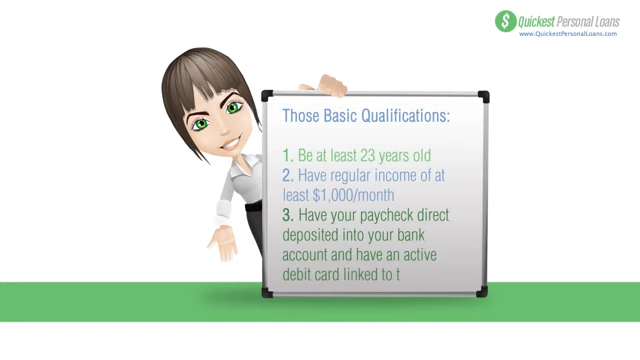 Quickest Personal Loans
www.QuickestPersonalLoans.com
Those Basic Qualifications:
1. Be at least 23 years old
2. Have regular income of at
least $1,000/month
3. Have your paycheck direct
deposited into your bank
account and have an active
debit card linked to t